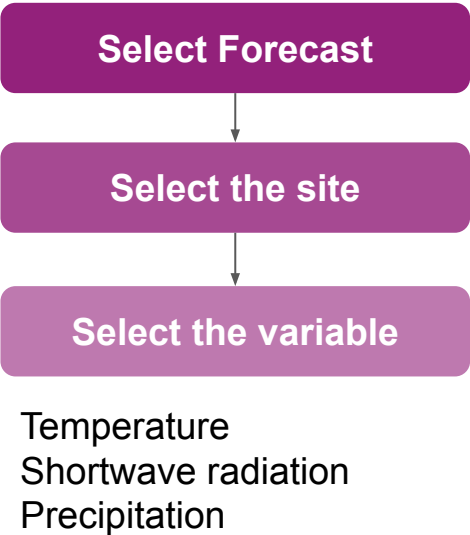 Select Forecast
Select the site
Select the variable
Temperature
Shortwave radiation
Precipitation